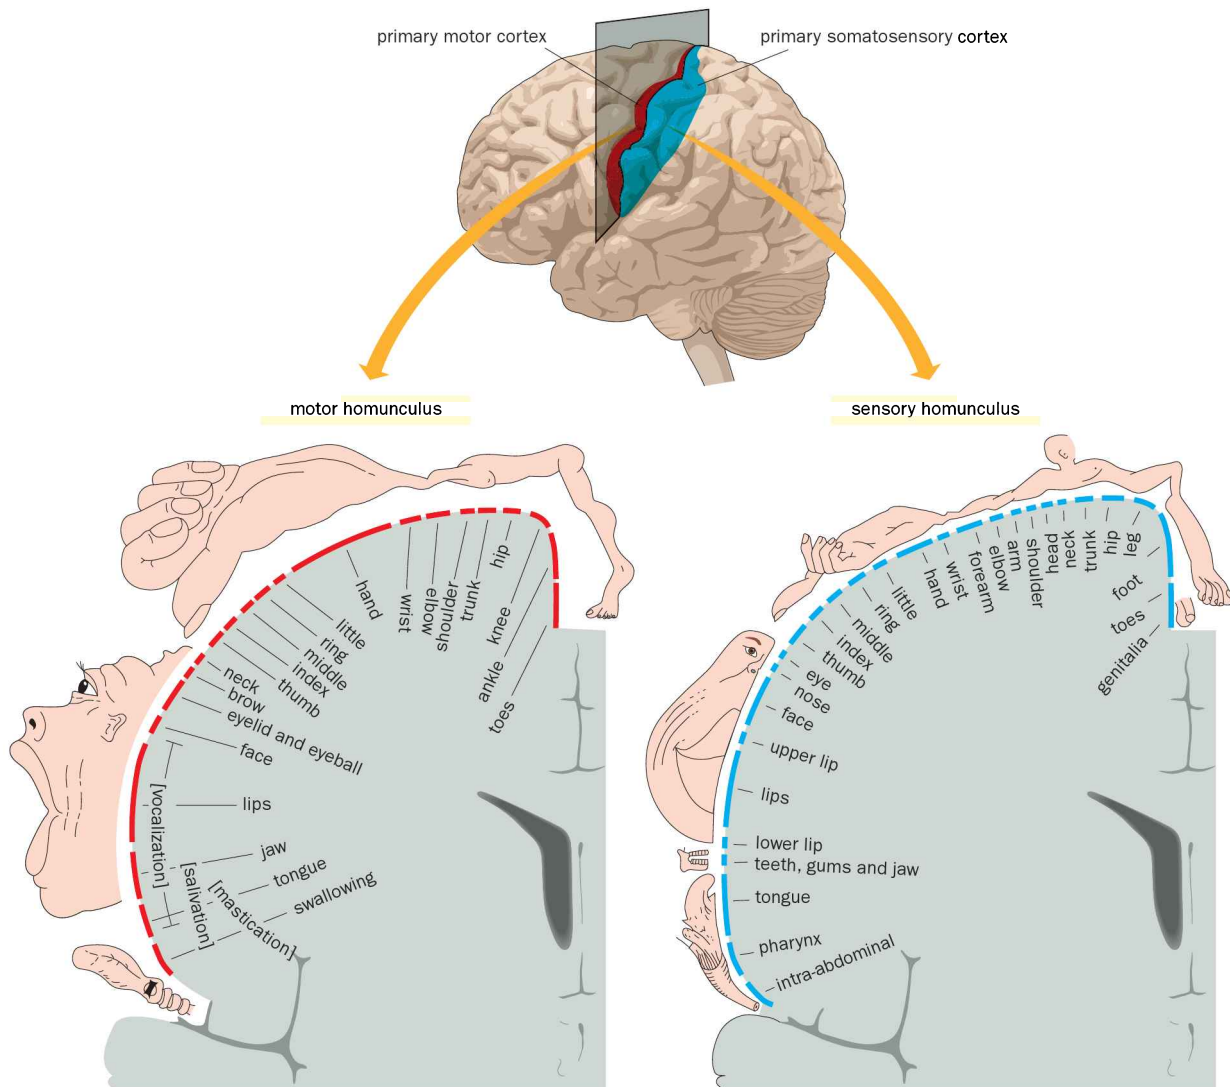 primary motor cortex
primary somatosensory cortex
motor homunculus
sensory homunculus
toes
ankle
knee
hip
trunk
shoulder
elbow
wrist
hand
little
ring
middle
index
thumb
neck
brow
eyelid and eyeball
face
[vocalization]
lips
jaw
tongue
swallowing
[salivation]
[mastication]
genitalia
toes
foot
leg
hip
trunk
neck
head
shoulder
arm
elbow
forearm
wrist
hand
little
ring
middle
index
thumb
eye
nose
face
upper lip
lips
lower lip
teeth, gums and jaw
tongue
pharynx
intra-abdominal